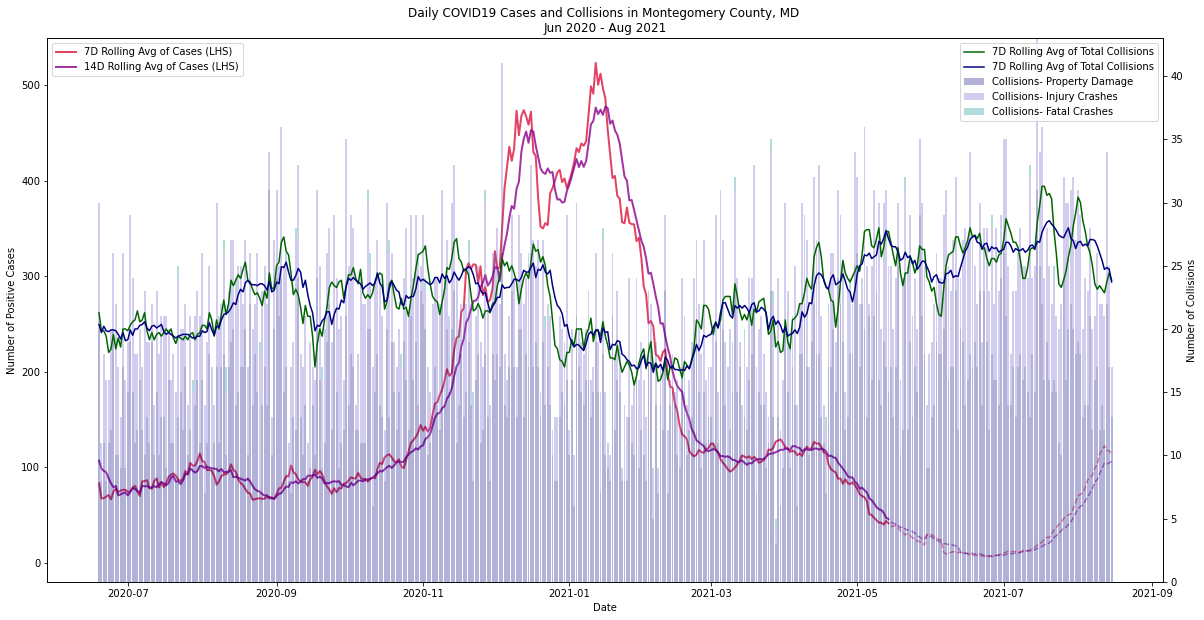 Daily COVID19 Cases and Collisions in Montegomery County, MD
Jun 2020 - Aug 2021
7D Rolling Avg of Cases (LHS)
14D Rolling Avg of Cases (LHS)
7D Rolling Avg of Total Collisions
7D Rolling Avg of Total Collisions
Collisions- Property Damage
Collisions- Injury Crashes
Collisions- Fatal Crashes
Number of Positive Cases
500
400
300
200
100
0
40
35
30
25
20
15
10
5
0
Number of Collisions
2020-07
2020-09
2020-11
2021-01
2021-03
2021-05
2021-07
2021-09
Date